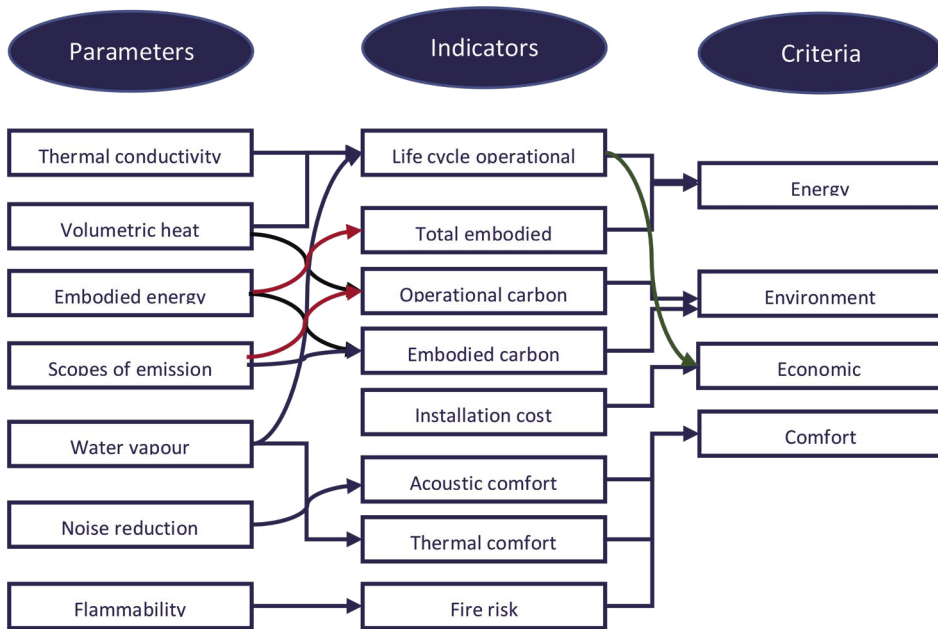 Parameters
Indicators
Criteria
Thermal conductivity
Volumetric heat
Embodied energy
Scopes of emission
Water vapour
Noise reduction
Flammability
Life cycle operational
Total embodied
Operational carbon
Embodied carbon
Installation cost
Acoustic comfort
Thermal comfort
Fire risk
Energy
Environment
Economic
Comfort